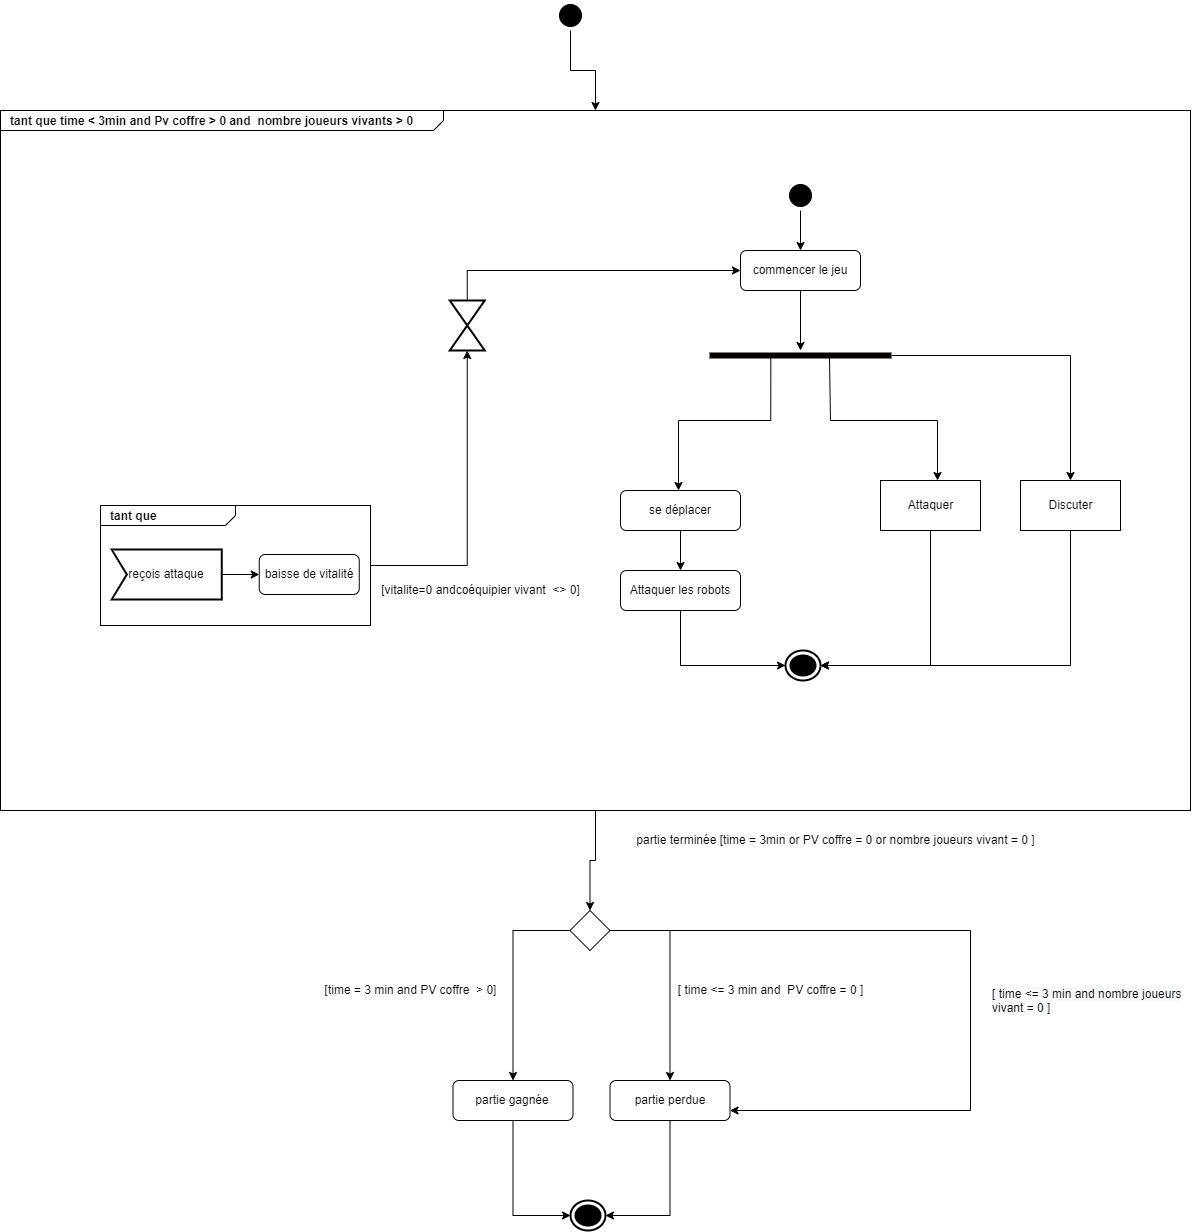 tant que time < 3min and Pv coffre > 0 and  nombre joueurs vivants > 0
commencer le jeu
tant que
reçois attaque
baisse de vitalité
[vitalite=0 andcoéquipier vivant  <> 0]
se déplacer
Attaquer
Discuter
Attaquer les robots
partie terminée [time = 3min or PV coffre = 0 or nombre joueurs vivant = 0 ]
[time = 3 min and PV coffre  > 0]
[ time <= 3 min and  PV coffre = 0 ]
[ time <= 3 min and nombre joueurs
vivant = 0 ]
partie gagnée
partie perdue